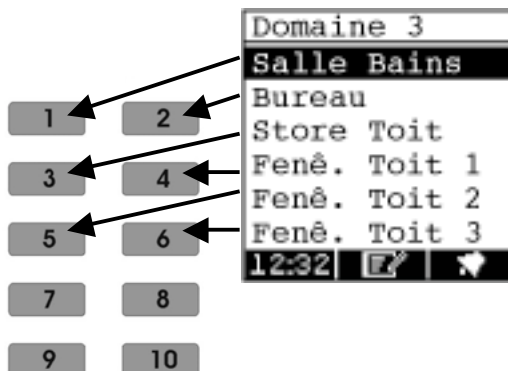 Domaine 3
Salle Bains
Bureau
Store Toit
Fenê. Toit 1
Fenê. Toit 2
Fenê. Toit 3
12:32
1 2
3 4
5 6
7 8
9 10